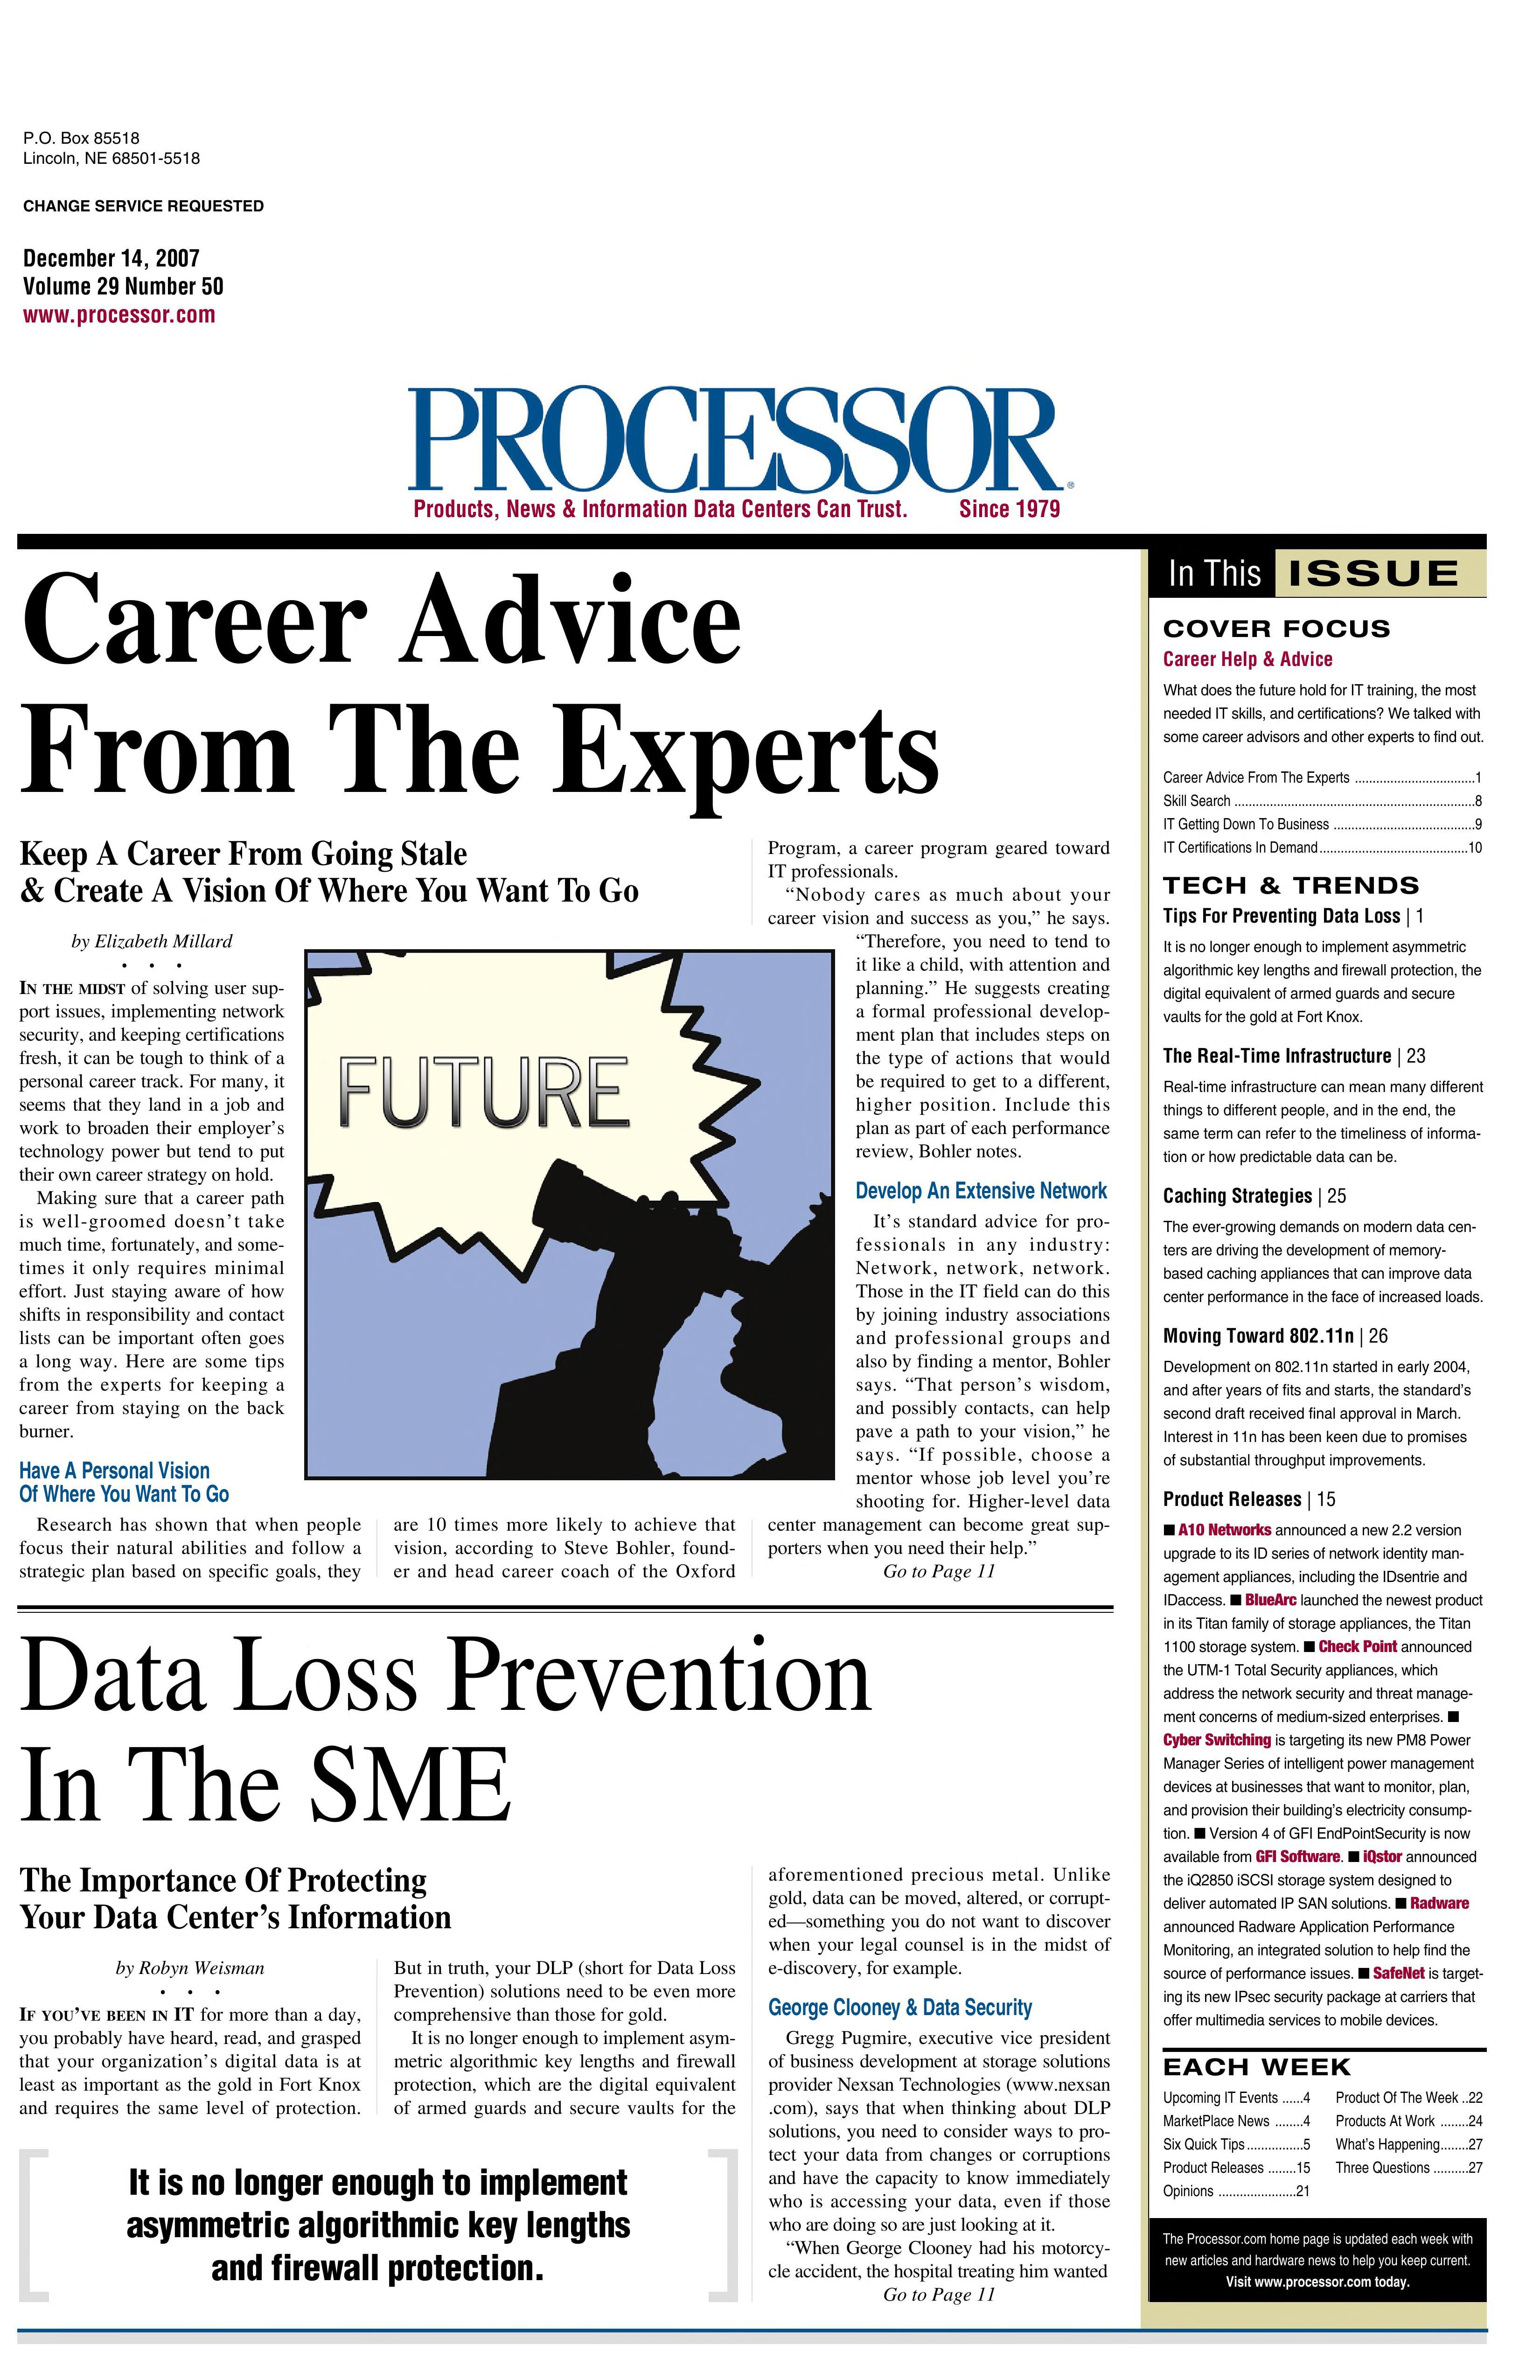 P.O. Box 85518
Lincoln, NE 68501-5518
CHANGE SERVICE REQUESTED
December 14, 2007
Volume 29 Number 50
www.processor.com
PROCESSOR®
Products, News & Information Data Centers Can Trust. Since 1979
Career Advice
From The Experts
Keep A Career From Going Stale
& Create A Vision Of Where You Want To Go
by Elizabeth Millard
• • •
IN THE MIDST of solving user sup-
port issues, implementing network
security, and keeping certifications
fresh, it can be tough to think of a
personal career track. For many, it
seems that they land in a job and
work to broaden their employer's
technology power but tend to put
their own career strategy on hold.
Making sure that a career path
is well-groomed doesn't take
much time, fortunately, and some-
times it only requires minimal
effort. Just staying aware of how
shifts in responsibility and contact
lists can be important often goes
a long way. Here are some tips
from the experts for keeping a
career from staying on the back
burner.
Have A Personal Vision
Of Where You Want To Go
Research has shown that when people
focus their natural abilities and follow a
strategic plan based on specific goals, they
FUTURE
are 10 times more likely to achieve that
vision, according to Steve Bohler, found-
er and head career coach of the Oxford
Program, a career program geared toward
IT professionals.
“Nobody cares as much about your
career vision and success as you,” he says.
“Therefore, you need to tend to
it like a child, with attention and
planning.” He suggests creating
a formal professional develop-
ment plan that includes steps on
the type of actions that would
be required to get to a different,
higher position. Include this
plan as part of each performance
review, Bohler notes.
Develop An Extensive Network
It's standard advice for pro-
fessionals in any industry:
Network, network, network.
Those in the IT field can do this
by joining industry associations
and professional groups and
also by finding a mentor, Bohler
says. “That person's wisdom,
and possibly contacts, can help
pave a path to your vision,” he
says. “If possible, choose a
mentor whose job level you're
shooting for. Higher-level data
center management can become great sup-
porters when you need their help.”
Go to Page 11
Data Loss Prevention
In The SME
The Importance Of Protecting
Your Data Center's Information
by Robyn Weisman
• • •
IF YOU'VE BEEN IN IT for more than a day,
you probably have heard, read, and grasped
that your organization's digital data is at
least as important as the gold in Fort Knox
and requires the same level of protection.
But in truth, your DLP (short for Data Loss
Prevention) solutions need to be even more
comprehensive than those for gold.
It is no longer enough to implement asym-
metric algorithmic key lengths and firewall
protection, which are the digital equivalent
of armed guards and secure vaults for the
It is no longer enough to implement
asymmetric algorithmic key lengths
and firewall protection.
aforementioned precious metal. Unlike
gold, data can be moved, altered, or corrupt-
ed—something you do not want to discover
when your legal counsel is in the midst of
e-discovery, for example.
George Clooney & Data Security
Gregg Pugmire, executive vice president
of business development at storage solutions
provider Nexsan Technologies (www.nexsan
.com), says that when thinking about DLP
solutions, you need to consider ways to pro-
tect your data from changes or corruptions
and have the capacity to know immediately
who is accessing your data, even if those
who are doing so are just looking at it.
“When George Clooney had his motorcy-
cle accident, the hospital treating him wanted
Go to Page 11
In This ISSUE
COVER FOCUS
Career Help & Advice
What does the future hold for IT training, the most
needed IT skills, and certifications? We talked with
some career advisors and other experts to find out.
Career Advice From The Experts ..................................1
Skill Search ....................................................................8
IT Getting Down To Business ........................................9
IT Certifications In Demand..........................................10
TECH & TRENDS
Tips For Preventing Data Loss | 1
It is no longer enough to implement asymmetric
algorithmic key lengths and firewall protection, the
digital equivalent of armed guards and secure
vaults for the gold at Fort Knox.
The Real-Time Infrastructure | 23
Real-time infrastructure can mean many different
things to different people, and in the end, the
same term can refer to the timeliness of informa-
tion or how predictable data can be.
Caching Strategies | 25
The ever-growing demands on modern data cen-
ters are driving the development of memory-
based caching appliances that can improve data
center performance in the face of increased loads.
Moving Toward 802.11n | 26
Development on 802.11n started in early 2004,
and after years of fits and starts, the standard's
second draft received final approval in March.
Interest in 11n has been keen due to promises
of substantial throughput improvements.
Product Releases | 15
■ A10 Networks announced a new 2.2 version
upgrade to its ID series of network identity man-
agement appliances, including the IDsentrie and
IDaccess. ■ BlueArc launched the newest product
in its Titan family of storage appliances, the Titan
1100 storage system. ■ Check Point announced
the UTM-1 Total Security appliances, which
address the network security and threat manage-
ment concerns of medium-sized enterprises. ■
Cyber Switching is targeting its new PM8 Power
Manager Series of intelligent power management
devices at businesses that want to monitor, plan,
and provision their building's electricity consump-
tion. ■ Version 4 of GFI EndPointSecurity is now
available from GFI Software. ■ iQstor announced
the iQ2850 iSCSI storage system designed to
deliver automated IP SAN solutions. ■ Radware
announced Radware Application Performance
Monitoring, an integrated solution to help find the
source of performance issues. ■ SafeNet is target-
ing its new IPsec security package at carriers that
offer multimedia services to mobile devices.
EACH WEEK
Upcoming IT Events ......4
MarketPlace News ........4
Six Quick Tips................5
Product Releases ........15
Opinions ......................21
Product Of The Week ..22
Products At Work ........24
What's Happening........27
Three Questions ..........27
The Processor.com home page is updated each week with
new articles and hardware news to help you keep current.
Visit www.processor.com today.